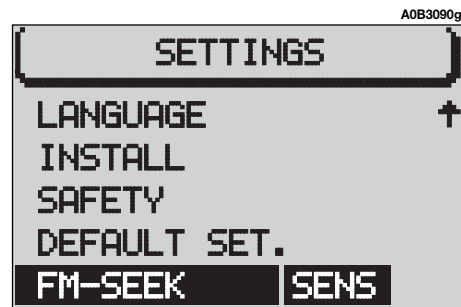 A0B3090g
SETTINGS
LANGUAGE
INSTALL
SAFETY
DEFAULT SET.
FM-SEEK SENS